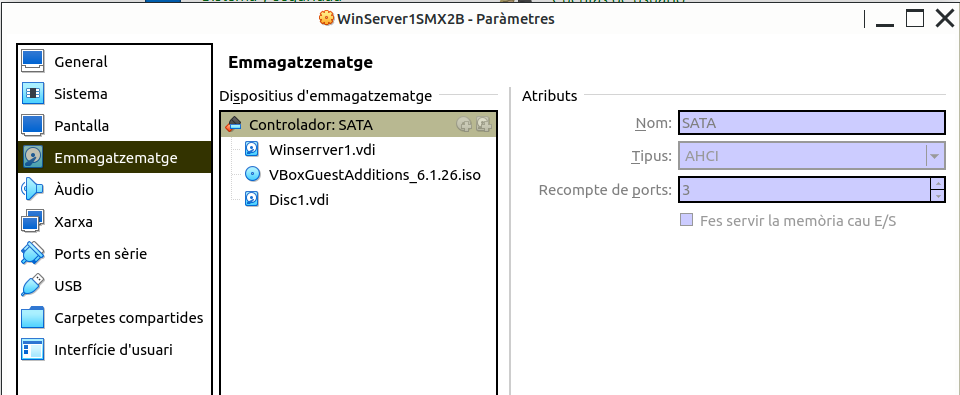 WinServer1SMX2B - Paràmetres
General
Sistema
Pantalla
Emmagatzematge
Àudio
Xarxa
Ports en sèrie
USB
Carpetes compartides
Interfície d'usuari
Emmagatzematge
Dispositius d'emmagatzematge
Controlador: SATA
Winserrver1.vdi
VBoxGuestAdditions_6.1.26.iso
Disc1.vdi
Atributs
Nom: SATA
Tipus: AHCI
Recompte de ports: 3
Fes servir la memòria cau E/S